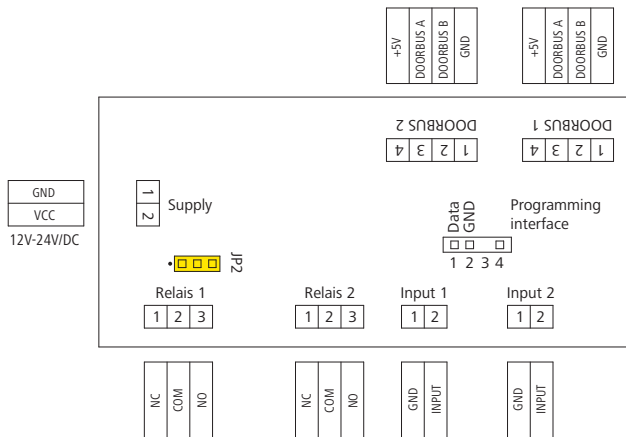 +5V
DOORBUS A
DOORBUS B
GND
+5V
DOORBUS A
DOORBUS B
GND
DOORBUS 2
4 3 2 1
DOORBUS 1
4 3 2 1
GND
VCC
12V-24V/DC
1
2
Supply
Data
GND
1 2 3 4
Programming
interface
JP2
Relais 1
1 2 3
Relais 2
1 2 3
Input 1
1 2
Input 2
1 2
NC
COM
NO
NC
COM
NO
GND
INPUT
GND
INPUT